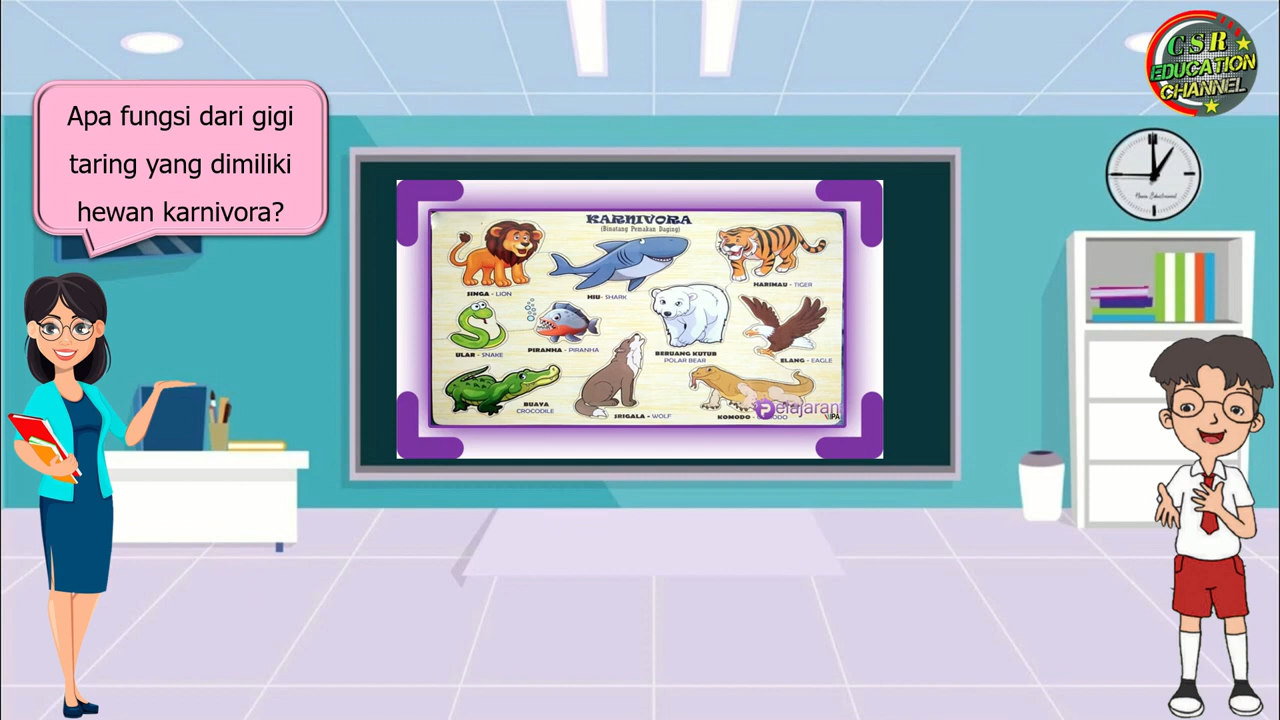 CSR
EDUCATION
CHANNEL
Apa fungsi dari gigi
taring yang dimiliki
hewan karnivora?
KARNIVORA
(Binatang Pemakan Daging)
SINGA - LION
HIU - SHARK
HARIMAU - TIGER
ULAR - SNAKE
PIRANHA - PIRANHA
BERUANG KUTUB
POLAR BEAR
ELANG - EAGLE
BUAYA
CROCODILE
SRIGALA - WOLF
KOMODO -
Pelajaran
IPA